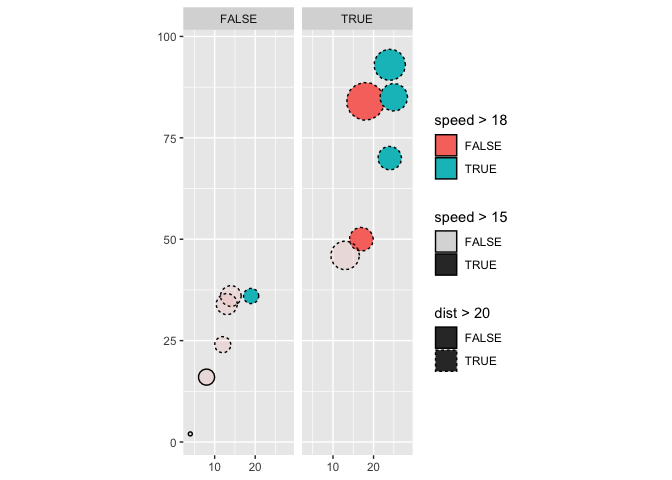 FALSE TRUE
100
75
50
25
0
10 20 10 20
speed > 18
FALSE
TRUE
speed > 15
FALSE
TRUE
dist > 20
FALSE
TRUE